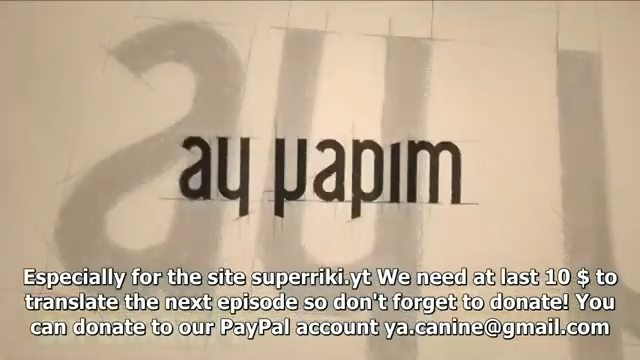 ay yapım
Especially for the site superriki.yt We need at last 10 $ to
translate the next episode so don't forget to donate! You
can donate to our PayPal account ya.canine@gmail.com